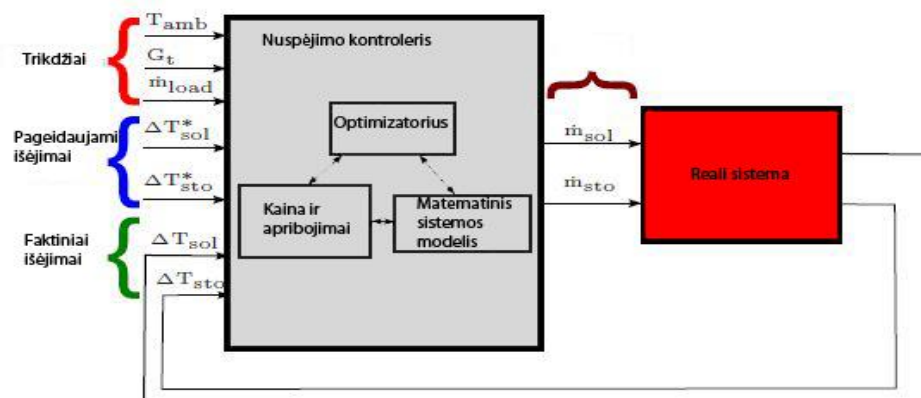 Trikdžiai
T_amb
G_t
ṁ_load
Pageidaujami
išėjimai
ΔT*_sol
ΔT*_sto
Faktiniai
išėjimai
ΔT_sol
ΔT_sto
Nuspėjimo kontroleris
Optimizatorius
Kaina ir
apribojimai
Matematinis
sistemos
modelis
ṁ_sol
ṁ_sto
Reali sistema